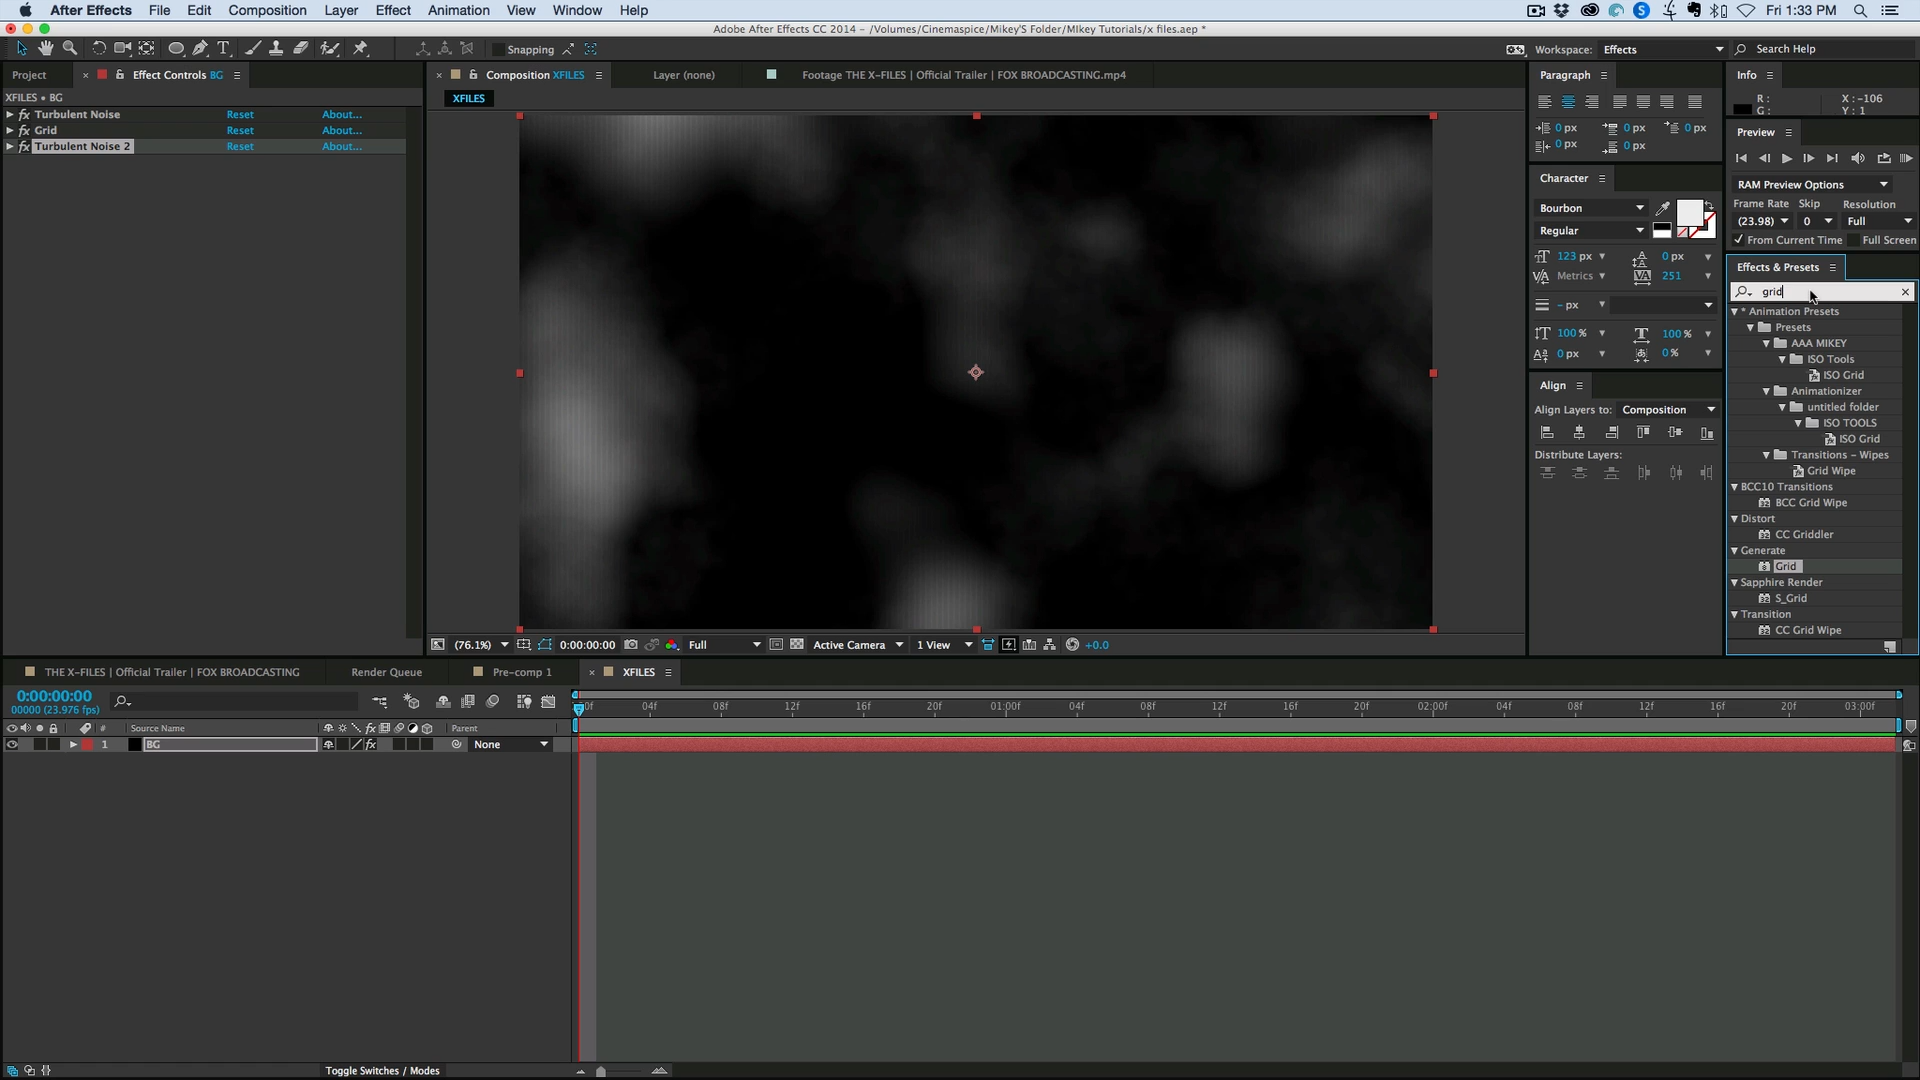 After Effects File Edit Composition Layer Effect Animation View Window Help Fri 1:33 PM
Adobe After Effects CC 2014 – /Volumes/Cinemaspice/Mikey'S Folder/MIkey Tutorials/x files.aep *
Snapping Workspace: Effects Search Help
Project Effect Controls BG Composition XFILES Layer (none) Footage THE X-FILES | Official Trailer | FOX BROADCASTING.mp4 Paragraph Info
XFILES • BG XFILES R: X: -106
G: Y: 1
Turbulent Noise Reset About...
Grid Reset About...
Turbulent Noise 2 Reset About...
0 px 0 px 0 px
0 px 0 px
Preview
Character
RAM Preview Options
Bourbon
Regular
Frame Rate Skip Resolution
(23.98) 0 Full
From Current Time Full Screen
123 px 0 px
Metrics 251
- px
100 % 100 %
0 px 0 %
Effects & Presets
grid
* Animation Presets
Presets
AAA MIKEY
ISO Tools
ISO Grid
Animationizer
untitled folder
ISO TOOLS
ISO Grid
Transitions – Wipes
Grid Wipe
BCC10 Transitions
BCC Grid Wipe
Distort
CC Griddler
Generate
Grid
Sapphire Render
S_Grid
Transition
CC Grid Wipe
Align
Align Layers to: Composition
Distribute Layers:
(76.1%) 0:00:00:00 Full Active Camera 1 View +0.0
THE X-FILES | Official Trailer | FOX BROADCASTING Render Queue Pre-comp 1 XFILES
0:00:00:00
00000 (23.976 fps)
00f 04f 08f 12f 16f 20f 01:00f 04f 08f 12f 16f 20f 02:00f 04f 08f 12f 16f 20f 03:00f
# Source Name Parent
1 BG None
Toggle Switches / Modes